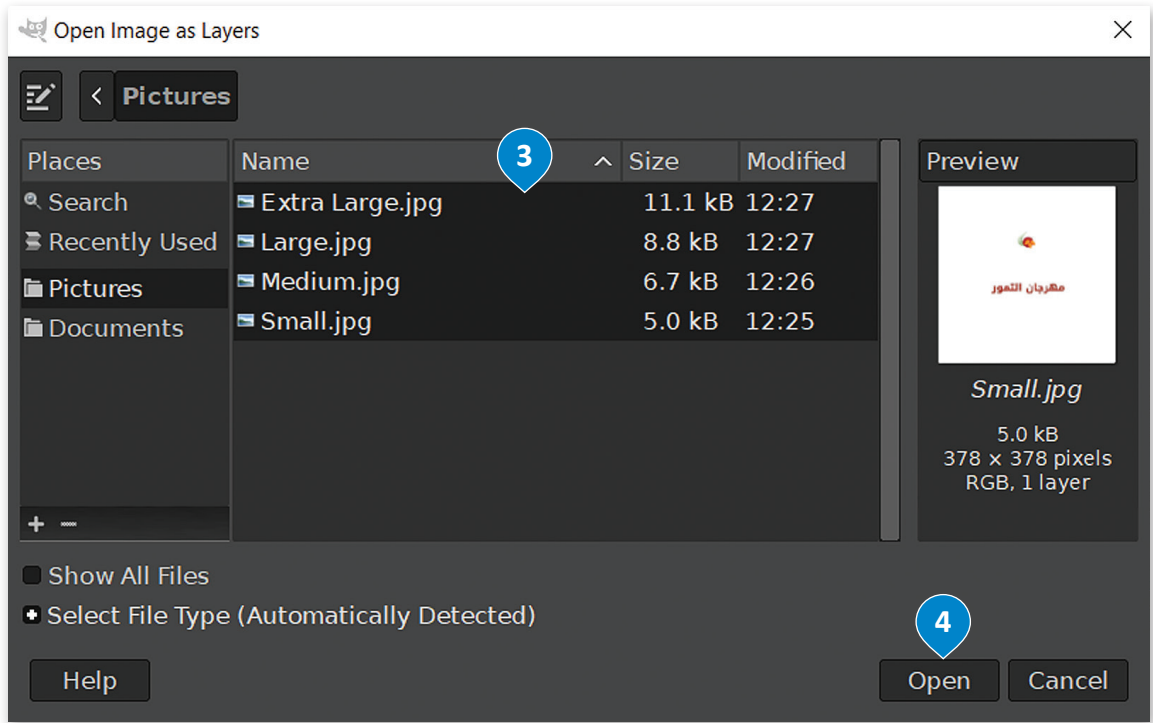 Open Image as Layers
Pictures
Places
Search
Recently Used
Pictures
Documents
Name Size Modified
3
Extra Large.jpg 11.1 kB 12:27
Large.jpg 8.8 kB 12:27
Medium.jpg 6.7 kB 12:26
Small.jpg 5.0 kB 12:25
Preview
مهرجان التمور
Small.jpg
5.0 kB
378 × 378 pixels
RGB, 1 layer
Show All Files
Select File Type (Automatically Detected)
4
Help Open Cancel